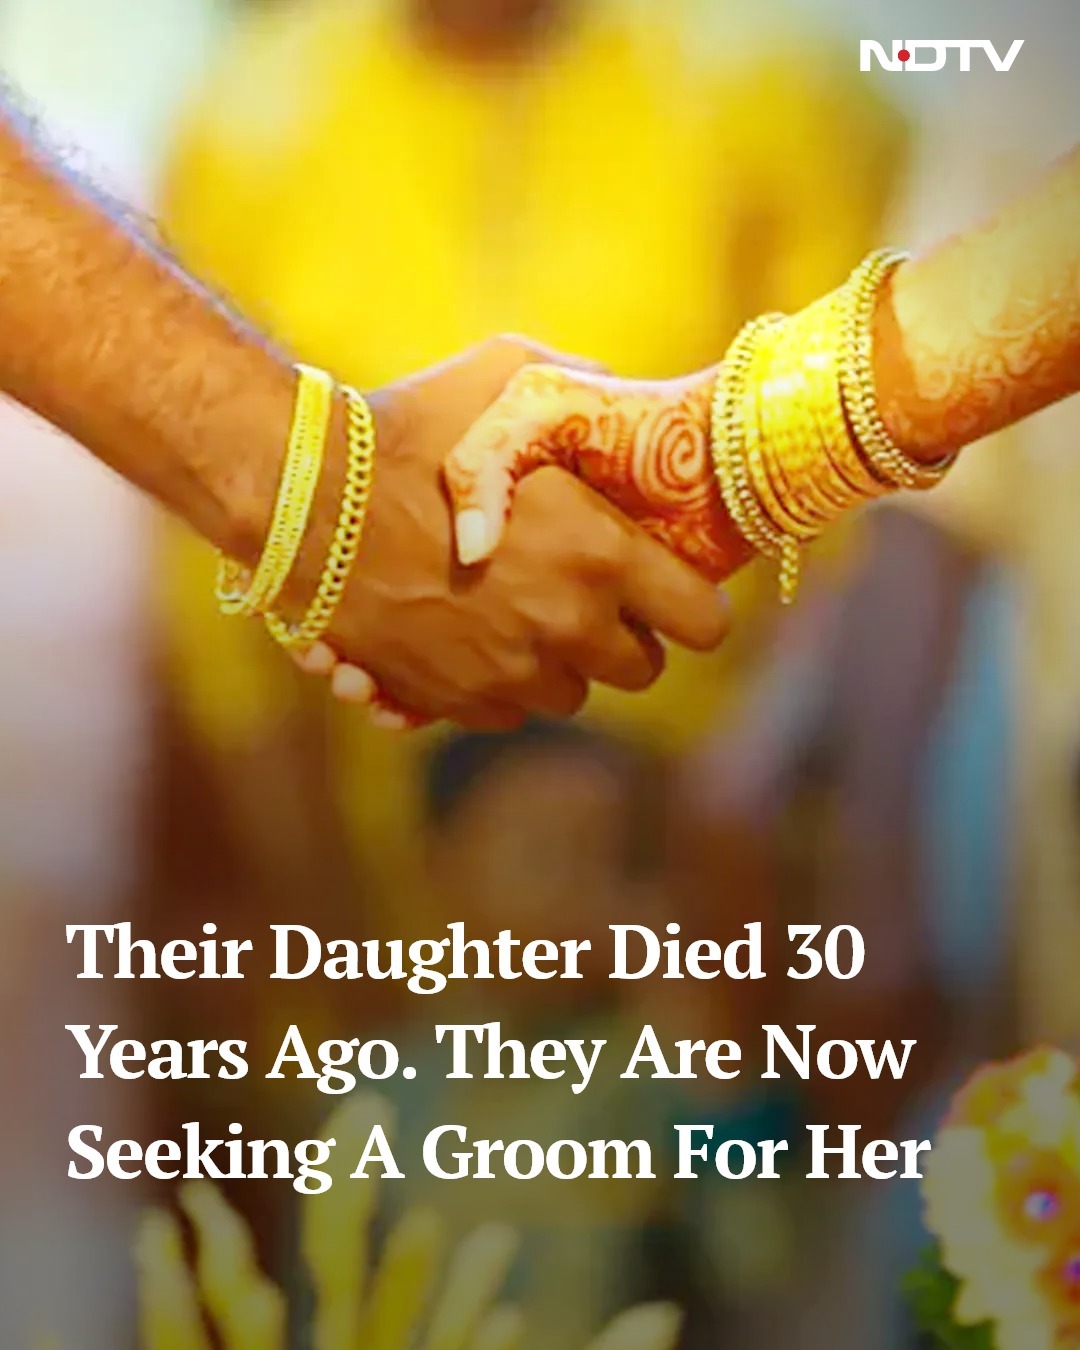 NDTV
Their Daughter Died 30
Years Ago. They Are Now
Seeking A Groom For Her